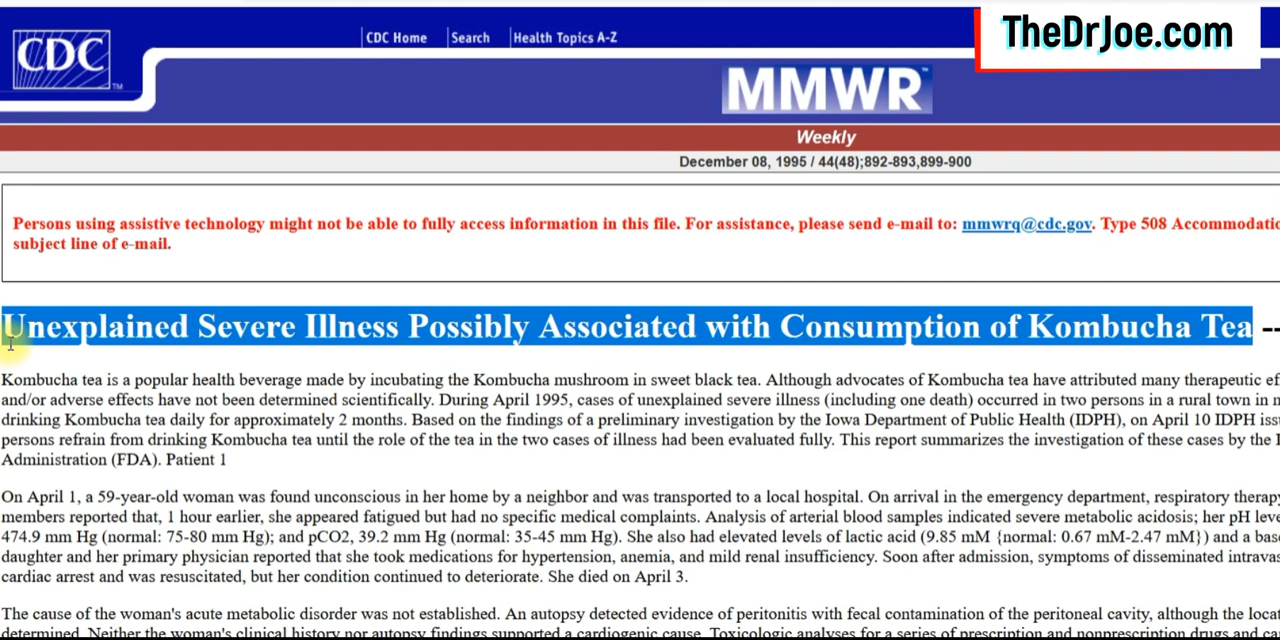 TheDrJoe.com
CDC Home Search Health Topics A-Z
CDC TM
MMWR TM
Weekly
December 08, 1995 / 44(48);892-893,899-900
Persons using assistive technology might not be able to fully access information in this file. For assistance, please send e-mail to: mmwrq@cdc.gov. Type 508 Accommodatio
subject line of e-mail.
Unexplained Severe Illness Possibly Associated with Consumption of Kombucha Tea --
Kombucha tea is a popular health beverage made by incubating the Kombucha mushroom in sweet black tea. Although advocates of Kombucha tea have attributed many therapeutic ef
and/or adverse effects have not been determined scientifically. During April 1995, cases of unexplained severe illness (including one death) occurred in two persons in a rural town in
drinking Kombucha tea daily for approximately 2 months. Based on the findings of a preliminary investigation by the Iowa Department of Public Health (IDPH), on April 10 IDPH iss
persons refrain from drinking Kombucha tea until the role of the tea in the two cases of illness had been evaluated fully. This report summarizes the investigation of these cases by the
Administration (FDA). Patient 1
On April 1, a 59-year-old woman was found unconscious in her home by a neighbor and was transported to a local hospital. On arrival in the emergency department, respiratory therapy
members reported that, 1 hour earlier, she appeared fatigued but had no specific medical complaints. Analysis of arterial blood samples indicated severe metabolic acidosis; her pH leve
474.9 mm Hg (normal: 75-80 mm Hg); and pCO2, 39.2 mm Hg (normal: 35-45 mm Hg). She also had elevated levels of lactic acid (9.85 mM {normal: 0.67 mM-2.47 mM}) and a bas
daughter and her primary physician reported that she took medications for hypertension, anemia, and mild renal insufficiency. Soon after admission, symptoms of disseminated intravas
cardiac arrest and was resuscitated, but her condition continued to deteriorate. She died on April 3.
The cause of the woman's acute metabolic disorder was not established. An autopsy detected evidence of peritonitis with fecal contamination of the peritoneal cavity, although the locat
determined. Neither the woman's clinical history nor autopsy findings supported a cardiogenic cause. Toxicologic analyses for a series of prescription and nonprescription drugs and